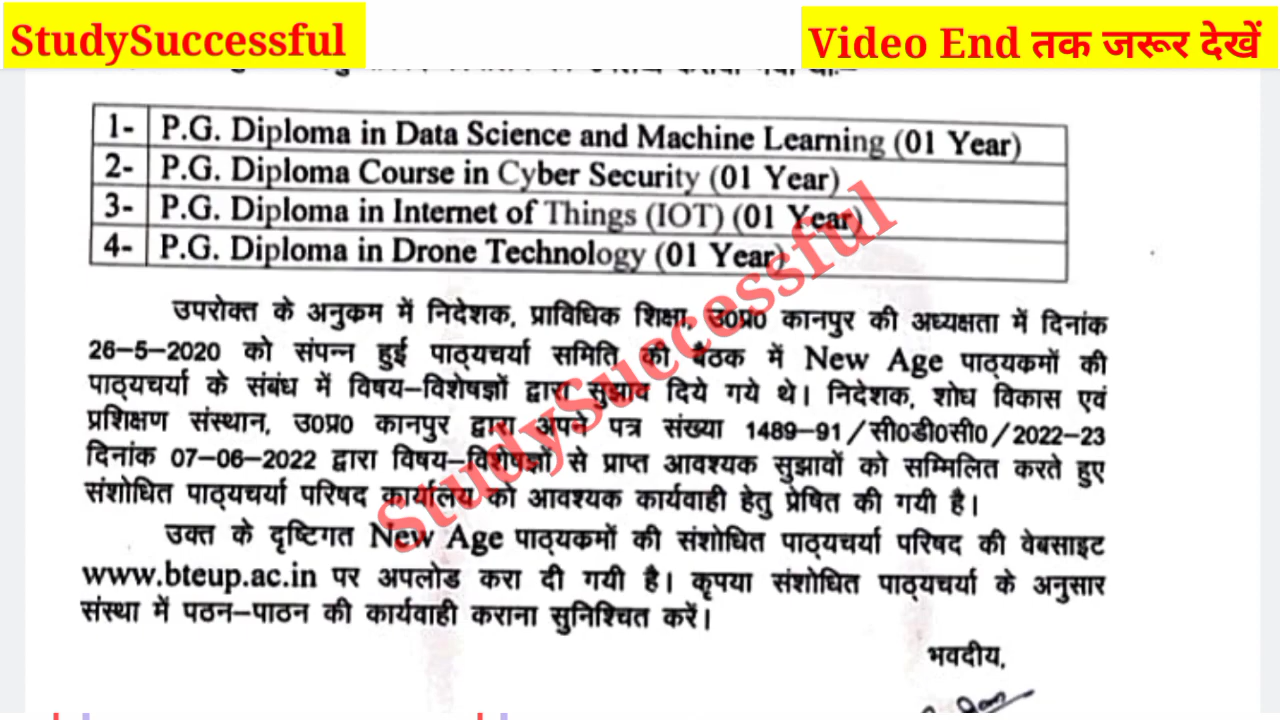 StudySuccessful
Video End तक जरूर देखें
1- P.G. Diploma in Data Science and Machine Learning (01 Year)
2- P.G. Diploma Course in Cyber Security (01 Year)
3- P.G. Diploma in Internet of Things (IOT) (01 Year)
4- P.G. Diploma in Drone Technology (01 Year)
उपरोक्त के अनुकम में निदेशक, प्राविधिक शिक्षा, उ0प्र0 कानपुर की अध्यक्षता में दिनांक
26-5-2020 को संपन्न हुई पाठ्यचर्या समिति की बैठक में New Age पाठ्यकमों की
पाठ्यचर्या के संबंध में विषय-विशेषज्ञों द्वारा सुझाव दिये गये थे। निदेशक, शोध विकास एवं
प्रशिक्षण संस्थान, उ0प्र0 कानपुर द्वारा अपने पत्र संख्या 1489-91/सी0डी0सी0/2022-23
दिनांक 07-06-2022 द्वारा विषय-विशेषज्ञों से प्राप्त आवश्यक सुझावों को सम्मिलित करते हुए
संशोधित पाठ्यचर्या परिषद कार्यालय को आवश्यक कार्यवाही हेतु प्रेषित की गयी है।
उक्त के दृष्टिगत New Age पाठ्यकमों की संशोधित पाठ्यचर्या परिषद की वेबसाइट
www.bteup.ac.in पर अपलोड करा दी गयी है। कृपया संशोधित पाठ्यचर्या के अनुसार
संस्था में पठन-पाठन की कार्यवाही कराना सुनिश्चित करें।
भवदीय,
StudySuccessful